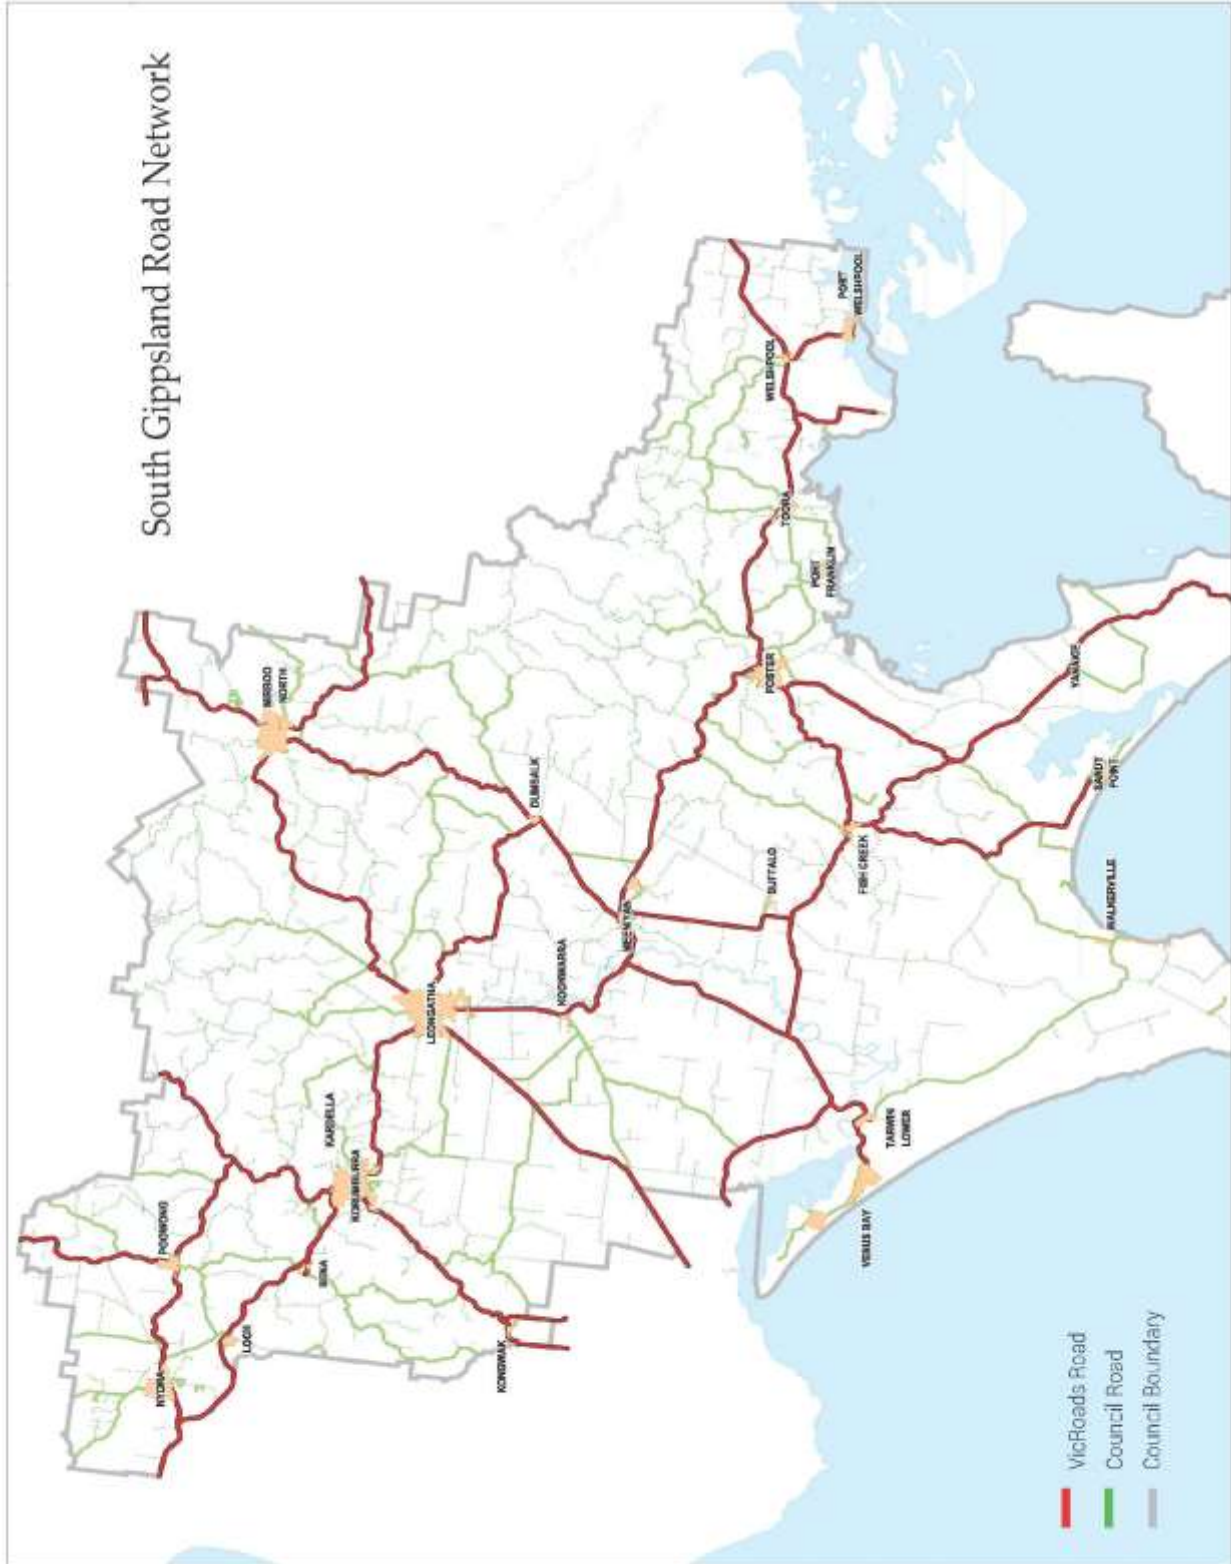 South Gippsland Road Network
NYORA
POOWONG
LOCH
BENA
KORUMBURRA
KARDELLA
KONGWAK
LEONGATHA
MIRBOO
NORTH
KOONWARRA
DUMBALK
MEENIYAN
BUFFALO
FISH CREEK
FOSTER
TOORA
PORT
FRANKLIN
WELSHPOOL
PORT
WELSHPOOL
VENUS BAY
TARWIN
LOWER
WALKERVILLE
SANDY
POINT
YANAKIE
VicRoads Road
Council Road
Council Boundary